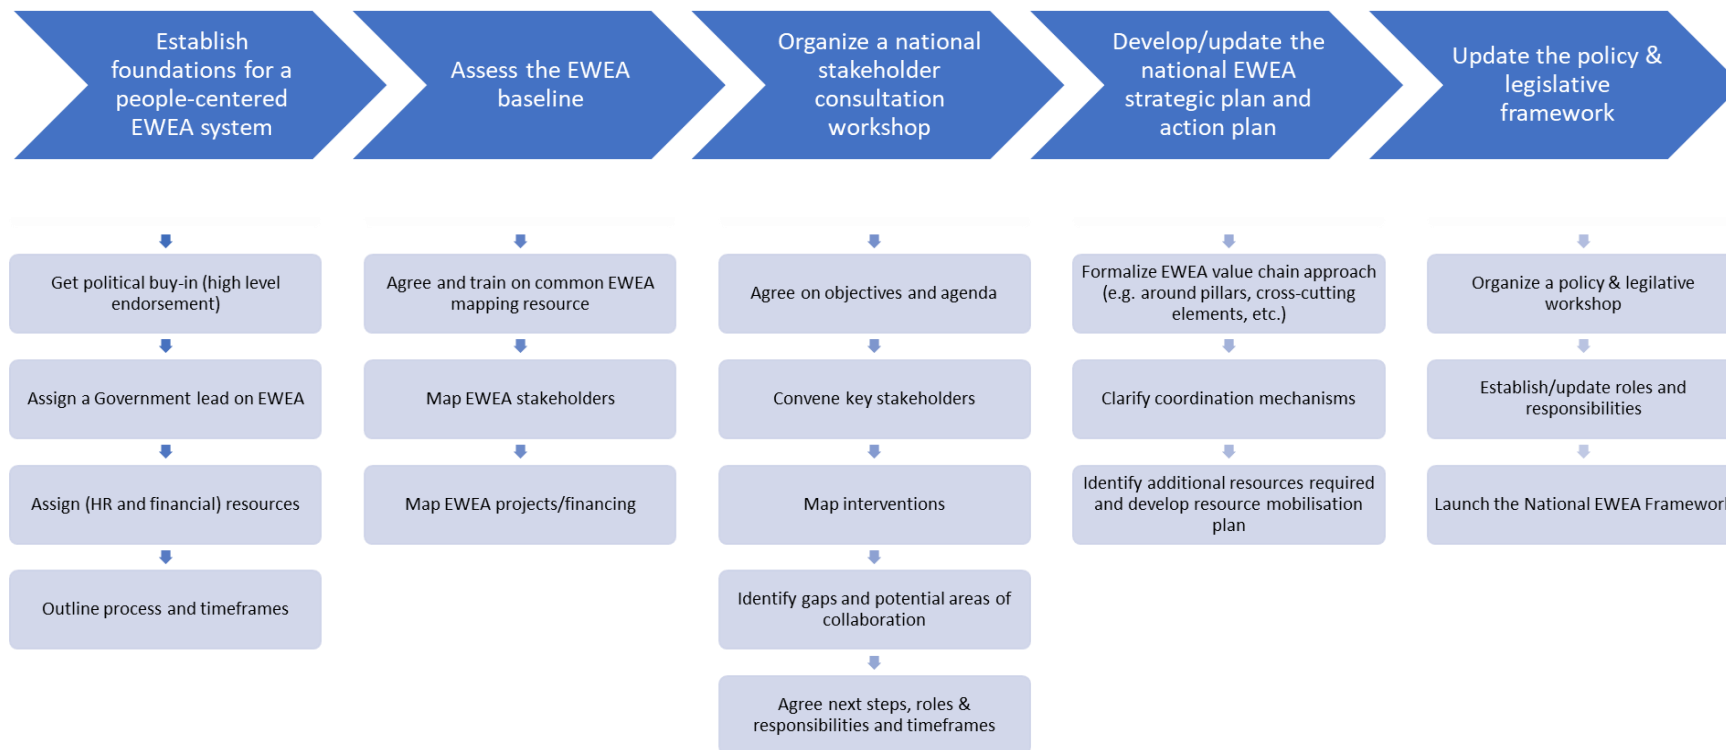 Establish
foundations for a
people-centered
EWEA system
Assess the EWEA
baseline
Organize a national
stakeholder
consultation
workshop
Develop/update the
national EWEA
strategic plan and
action plan
Update the policy &
legislative
framework
Get political buy-in (high level
endorsement)
Assign a Government lead on EWEA
Assign (HR and financial) resources
Outline process and timeframes
Agree and train on common EWEA
mapping resource
Map EWEA stakeholders
Map EWEA projects/financing
Agree on objectives and agenda
Convene key stakeholders
Map interventions
Identify gaps and potential areas of
collaboration
Agree next steps, roles &
responsibilities and timeframes
Formalize EWEA value chain approach
(e.g. around pillars, cross-cutting
elements, etc.)
Clarify coordination mechanisms
Identify additional resources required
and develop resource mobilisation
plan
Organize a policy & legilative
workshop
Establish/update roles and
responsibilities
Launch the National EWEA Framework